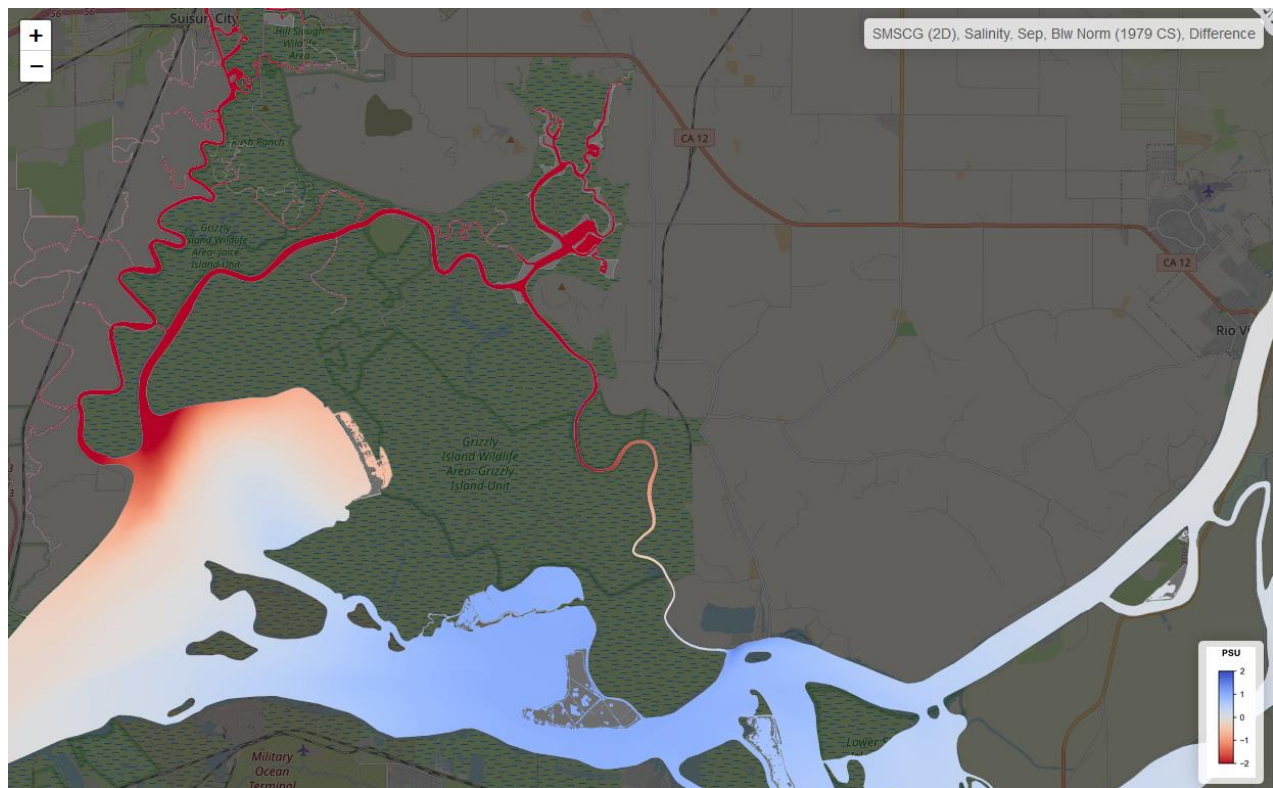 +
−
56
56
Suisun City
Hill Slough
Wildlife
Area
SMSCG (2D), Salinity, Sep, Blw Norm (1979 CS), Difference
Rush Ranch
CA 12
Grizzly
Island Wildlife
Area- Joice
Island Unit
CA 12
Rio Vi
Grizzly
Island Wildlife
Area- Grizzly
Island Unit
PSU
2
1
0
−1
−2
Lower S
Military
Ocean
Terminal